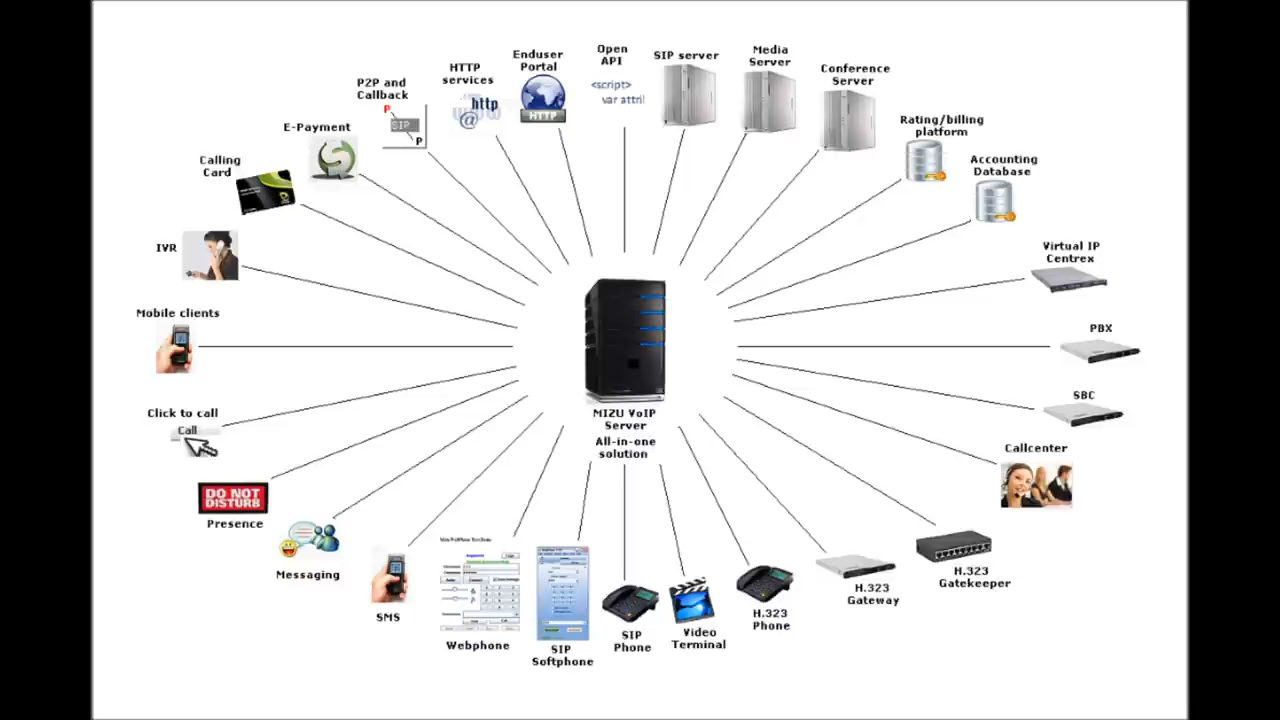 Open
API
Enduser
Portal
SIP server
Media
Server
HTTP
services
Conference
Server
P2P and
Callback
<script>
var attril
http
@
HTTP
P
SIP
P
E-Payment
Rating/billing
platform
Calling
Card
Accounting
Database
IVR
Virtual IP
Centrex
Mobile clients
PBX
SBC
Click to call
Call
MIZU VoIP
Server
All-in-one
solution
Callcenter
DO NOT
DISTURB
Presence
Messaging
H.323
Gatekeeper
SMS
H.323
Gateway
Webphone
SIP
Softphone
SIP
Phone
Video
Terminal
H.323
Phone